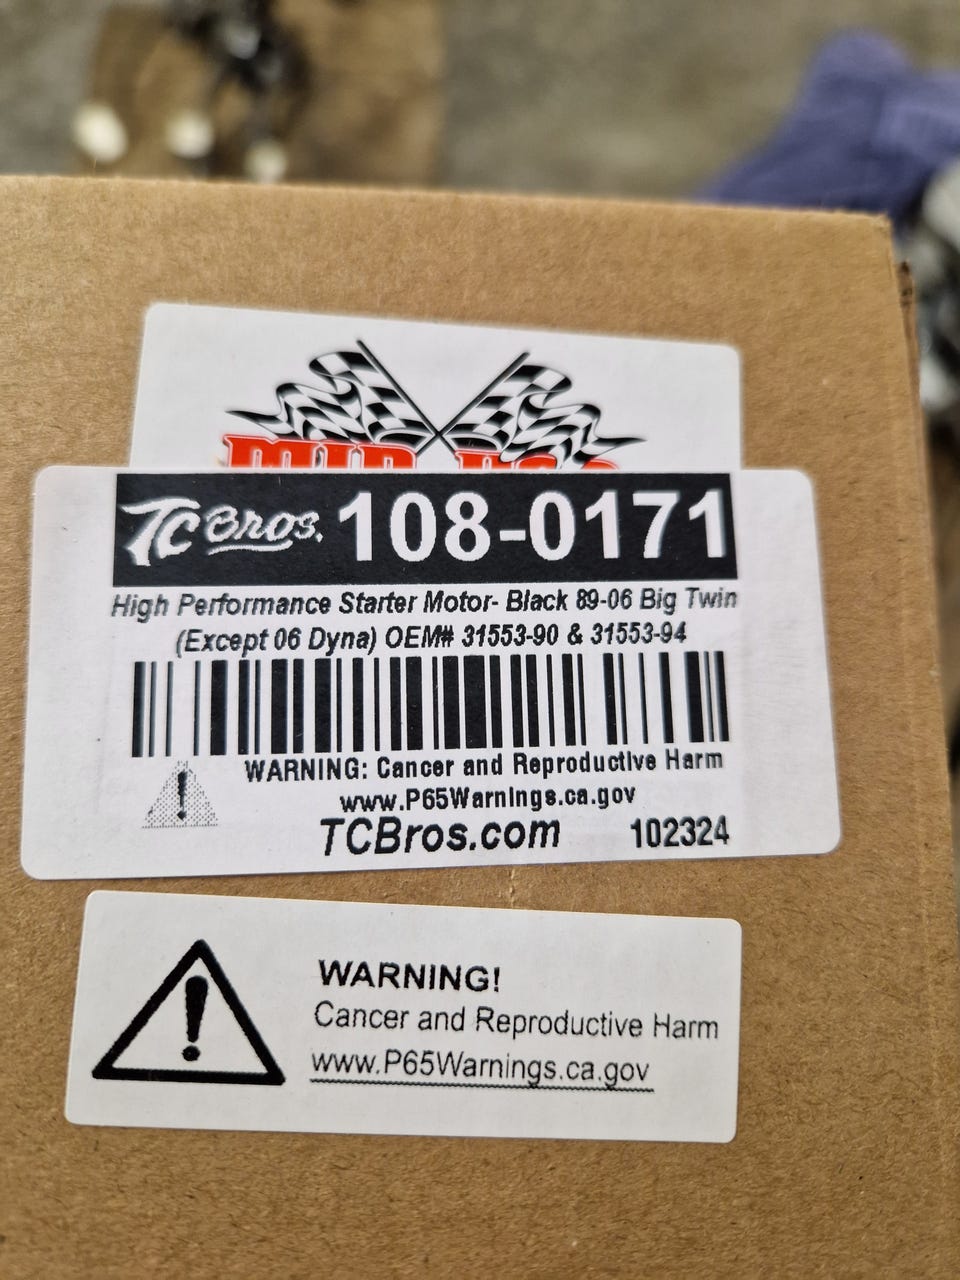 TC Bros. 108-0171
High Performance Starter Motor- Black 89-06 Big Twin
(Except 06 Dyna) OEM# 31553-90 & 31553-94
WARNING: Cancer and Reproductive Harm
www.P65Warnings.ca.gov
TCBros.com 102324
WARNING!
Cancer and Reproductive Harm
www.P65Warnings.ca.gov